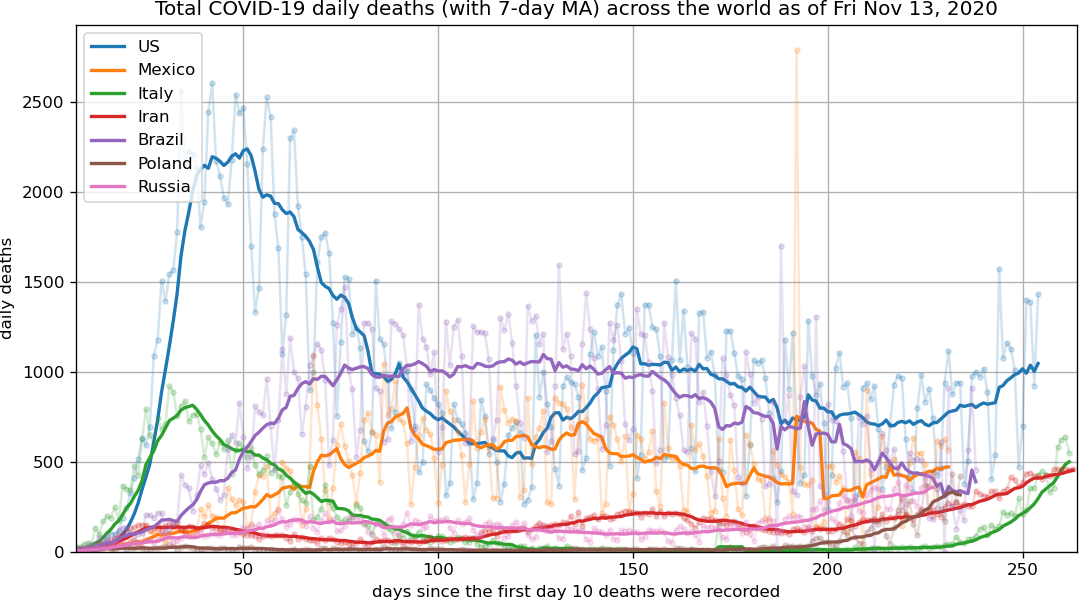 Total COVID-19 daily deaths (with 7-day MA) across the world as of Fri Nov 13, 2020
US
Mexico
Italy
Iran
Brazil
Poland
Russia
daily deaths
2500
2000
1500
1000
500
0
50
100
150
200
250
days since the first day 10 deaths were recorded